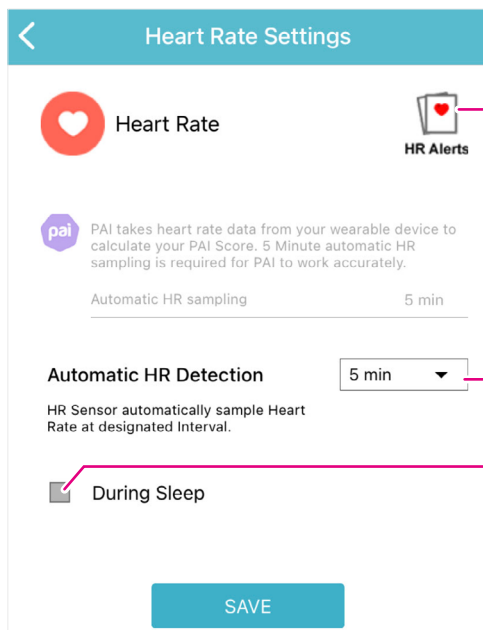 Heart Rate Settings
Heart Rate
HR Alerts
pai
PAI takes heart rate data from your wearable device to
calculate your PAI Score. 5 Minute automatic HR
sampling is required for PAI to work accurately.
Automatic HR sampling 5 min
Automatic HR Detection 5 min
HR Sensor automatically sample Heart
Rate at designated Interval.
During Sleep
SAVE